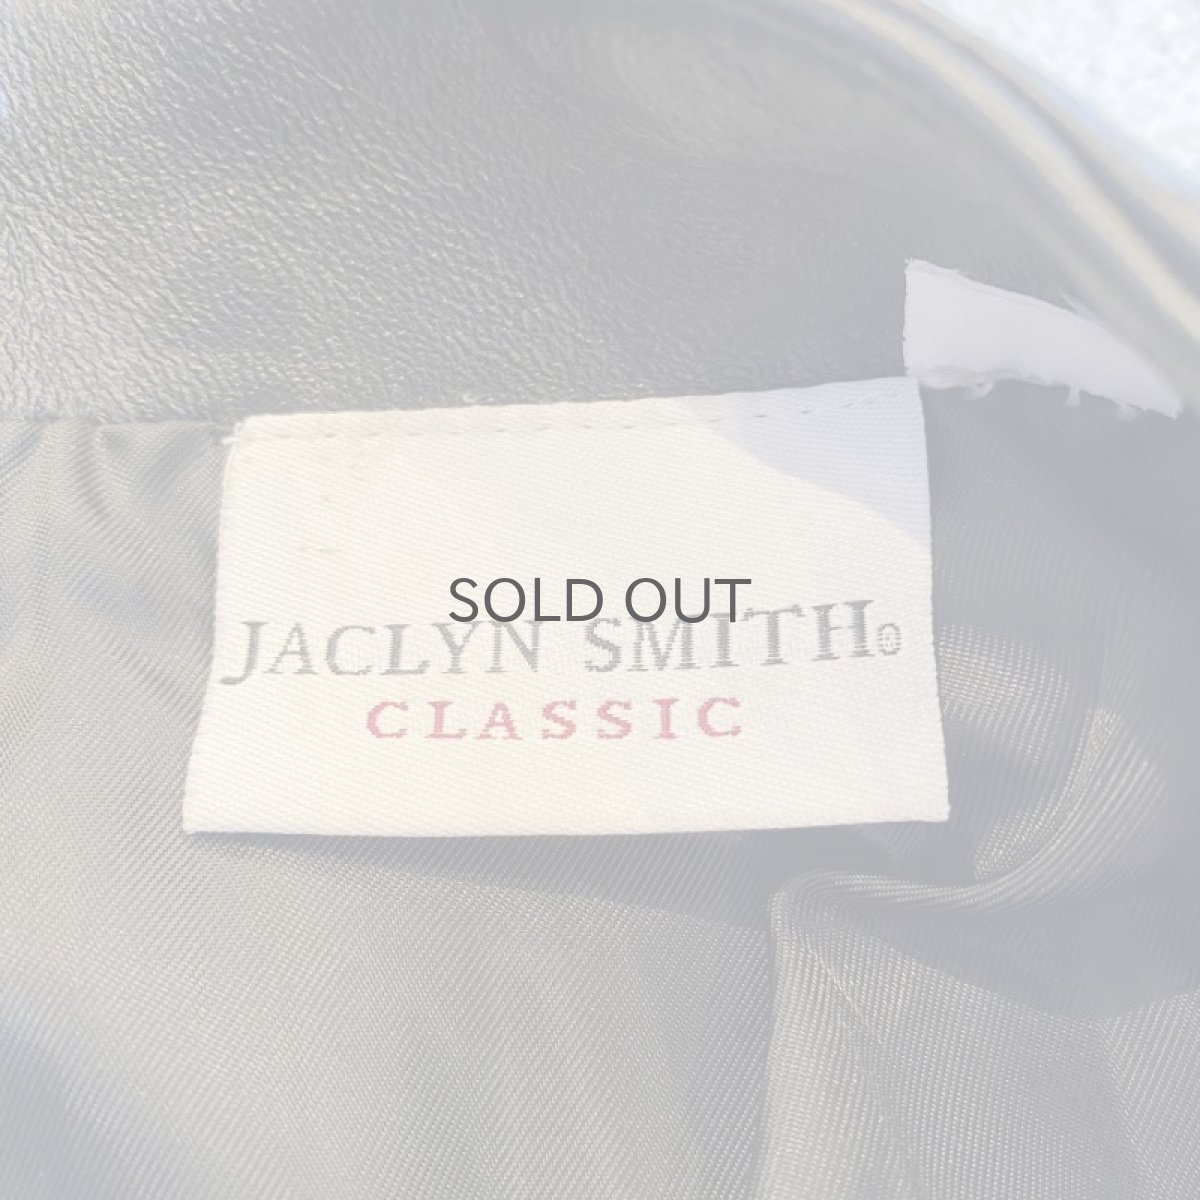 SOLD OUT
JACLYN SMITH®
CLASSIC